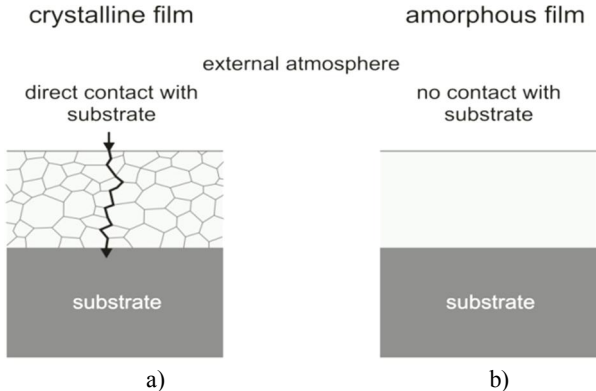 crystalline film
amorphous film
external atmosphere
direct contact with
substrate
no contact with
substrate
substrate
substrate
a)
b)